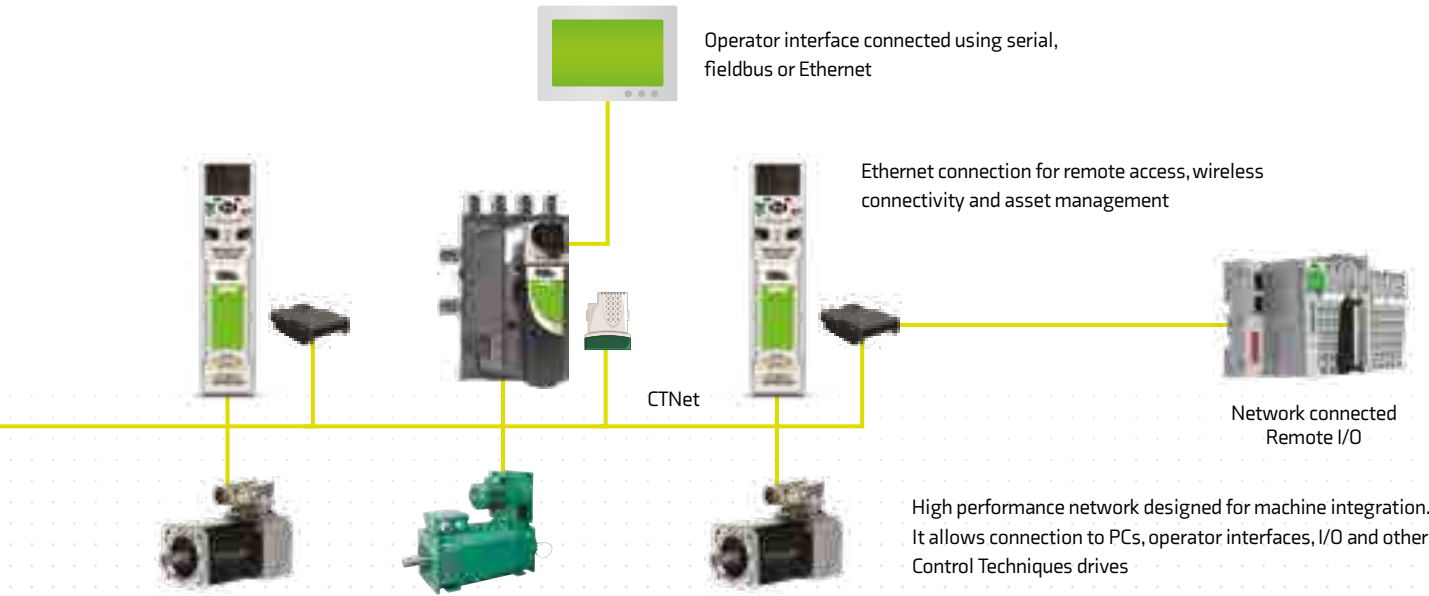 Operator interface connected using serial,
fieldbus or Ethernet
Ethernet connection for remote access, wireless
connectivity and asset management
CTNet
Network connected
Remote I/O
High performance network designed for machine integration.
It allows connection to PCs, operator interfaces, I/O and other
Control Techniques drives